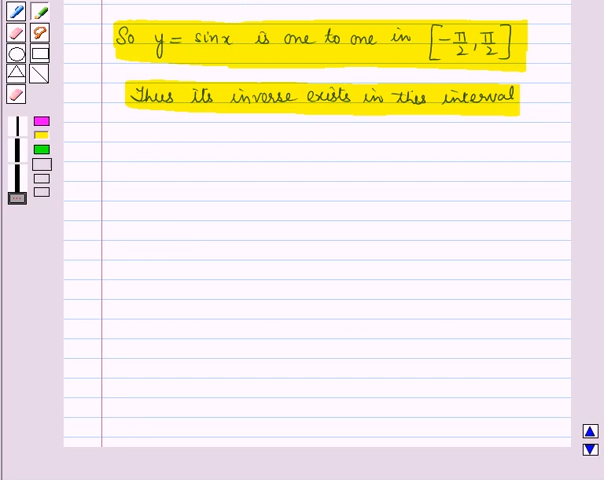 So y = sinx is one to one in [-π/2, π/2]
Thus its inverse exists in this interval